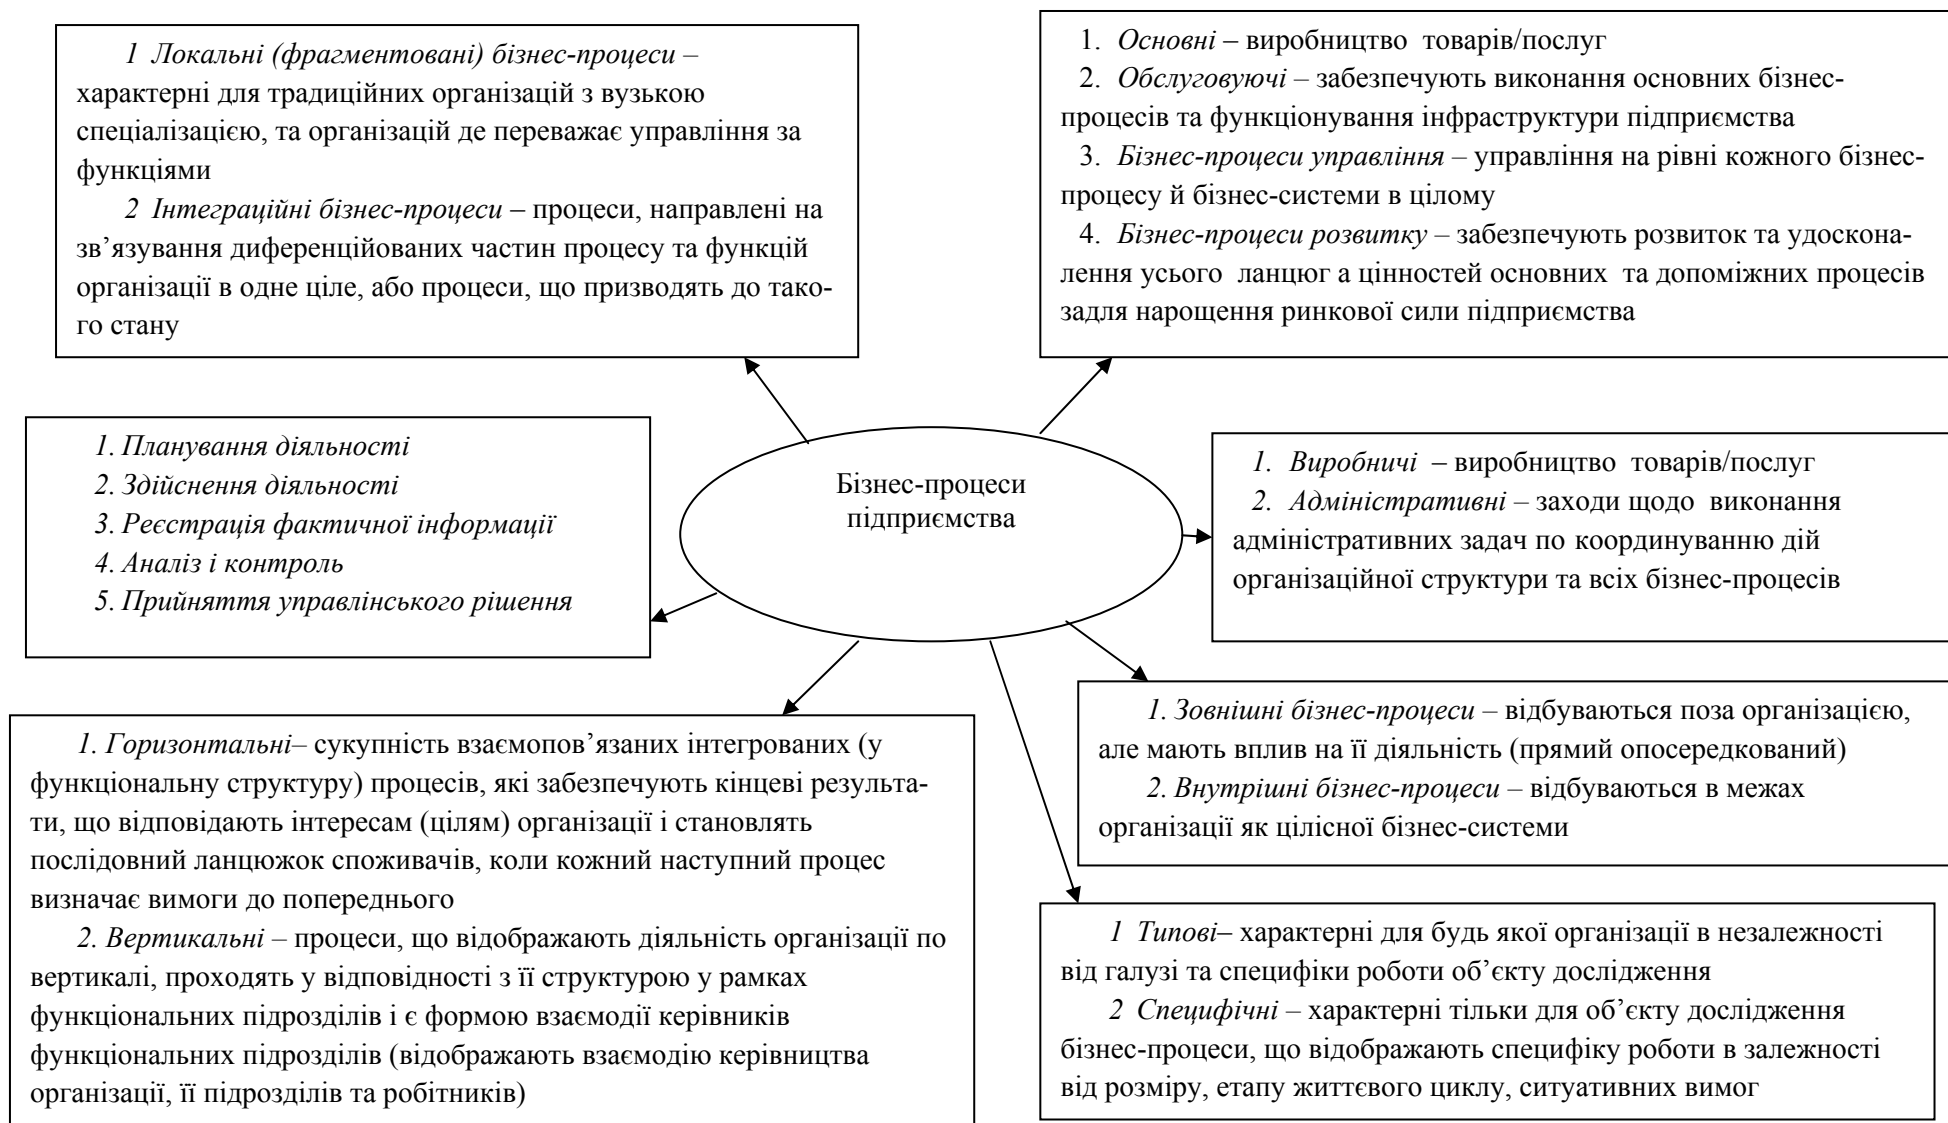 1 Локальні (фрагментовані) бізнес-процеси –
характерні для традиційних організацій з вузькою
спеціалізацією, та організацій де переважає управління за
функціями
2 Інтеграційні бізнес-процеси – процеси, направлені на
зв’язування диференційованих частин процесу та функцій
організації в одне ціле, або процеси, що призводять до тако-
го стану
1. Основні – виробництво товарів/послуг
2. Обслуговуючі – забезпечують виконання основних бізнес-
процесів та функціонування інфраструктури підприємства
3. Бізнес-процеси управління – управління на рівні кожного бізнес-
процесу й бізнес-системи в цілому
4. Бізнес-процеси розвитку – забезпечують розвиток та удоскона-
лення усього ланцюг а цінностей основних та допоміжних процесів
задля нарощення ринкової сили підприємства
1. Планування діяльності
2. Здійснення діяльності
3. Реєстрація фактичної інформації
4. Аналіз і контроль
5. Прийняття управлінського рішення
Бізнес-процеси
підприємства
1. Виробничі – виробництво товарів/послуг
2. Адміністративні – заходи щодо виконання
адміністративних задач по координуванню дій
організаційної структури та всіх бізнес-процесів
1. Горизонтальні– сукупність взаємопов’язаних інтегрованих (у
функціональну структуру) процесів, які забезпечують кінцеві результа-
ти, що відповідають інтересам (цілям) організації і становлять
послідовний ланцюжок споживачів, коли кожний наступний процес
визначає вимоги до попереднього
2. Вертикальні – процеси, що відображають діяльність організації по
вертикалі, проходять у відповідності з її структурою у рамках
функціональних підрозділів і є формою взаємодії керівників
функціональних підрозділів (відображають взаємодію керівництва
організації, її підрозділів та робітників)
1. Зовнішні бізнес-процеси – відбуваються поза організацією,
але мають вплив на її діяльність (прямий опосередкований)
2. Внутрішні бізнес-процеси – відбуваються в межах
організації як цілісної бізнес-системи
1 Типові– характерні для будь якої організації в незалежності
від галузі та специфіки роботи об’єкту дослідження
2 Специфічні – характерні тільки для об’єкту дослідження
бізнес-процеси, що відображають специфіку роботи в залежності
від розміру, етапу життєвого циклу, ситуативних вимог